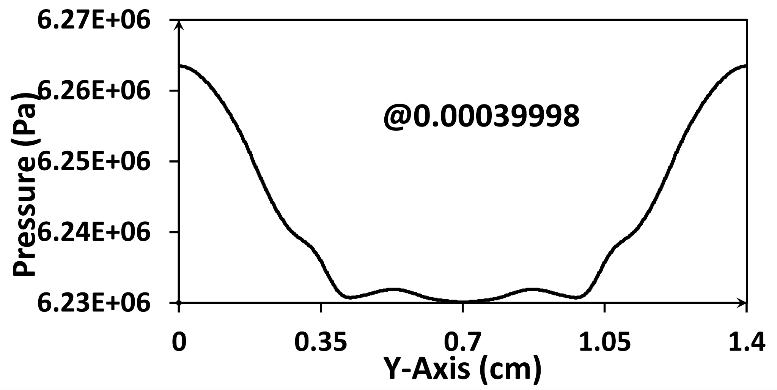 6.27E+06
6.26E+06
6.25E+06
6.24E+06
6.23E+06
Pressure (Pa)
@0.00039998
0 0.35 0.7 1.05 1.4
Y-Axis (cm)